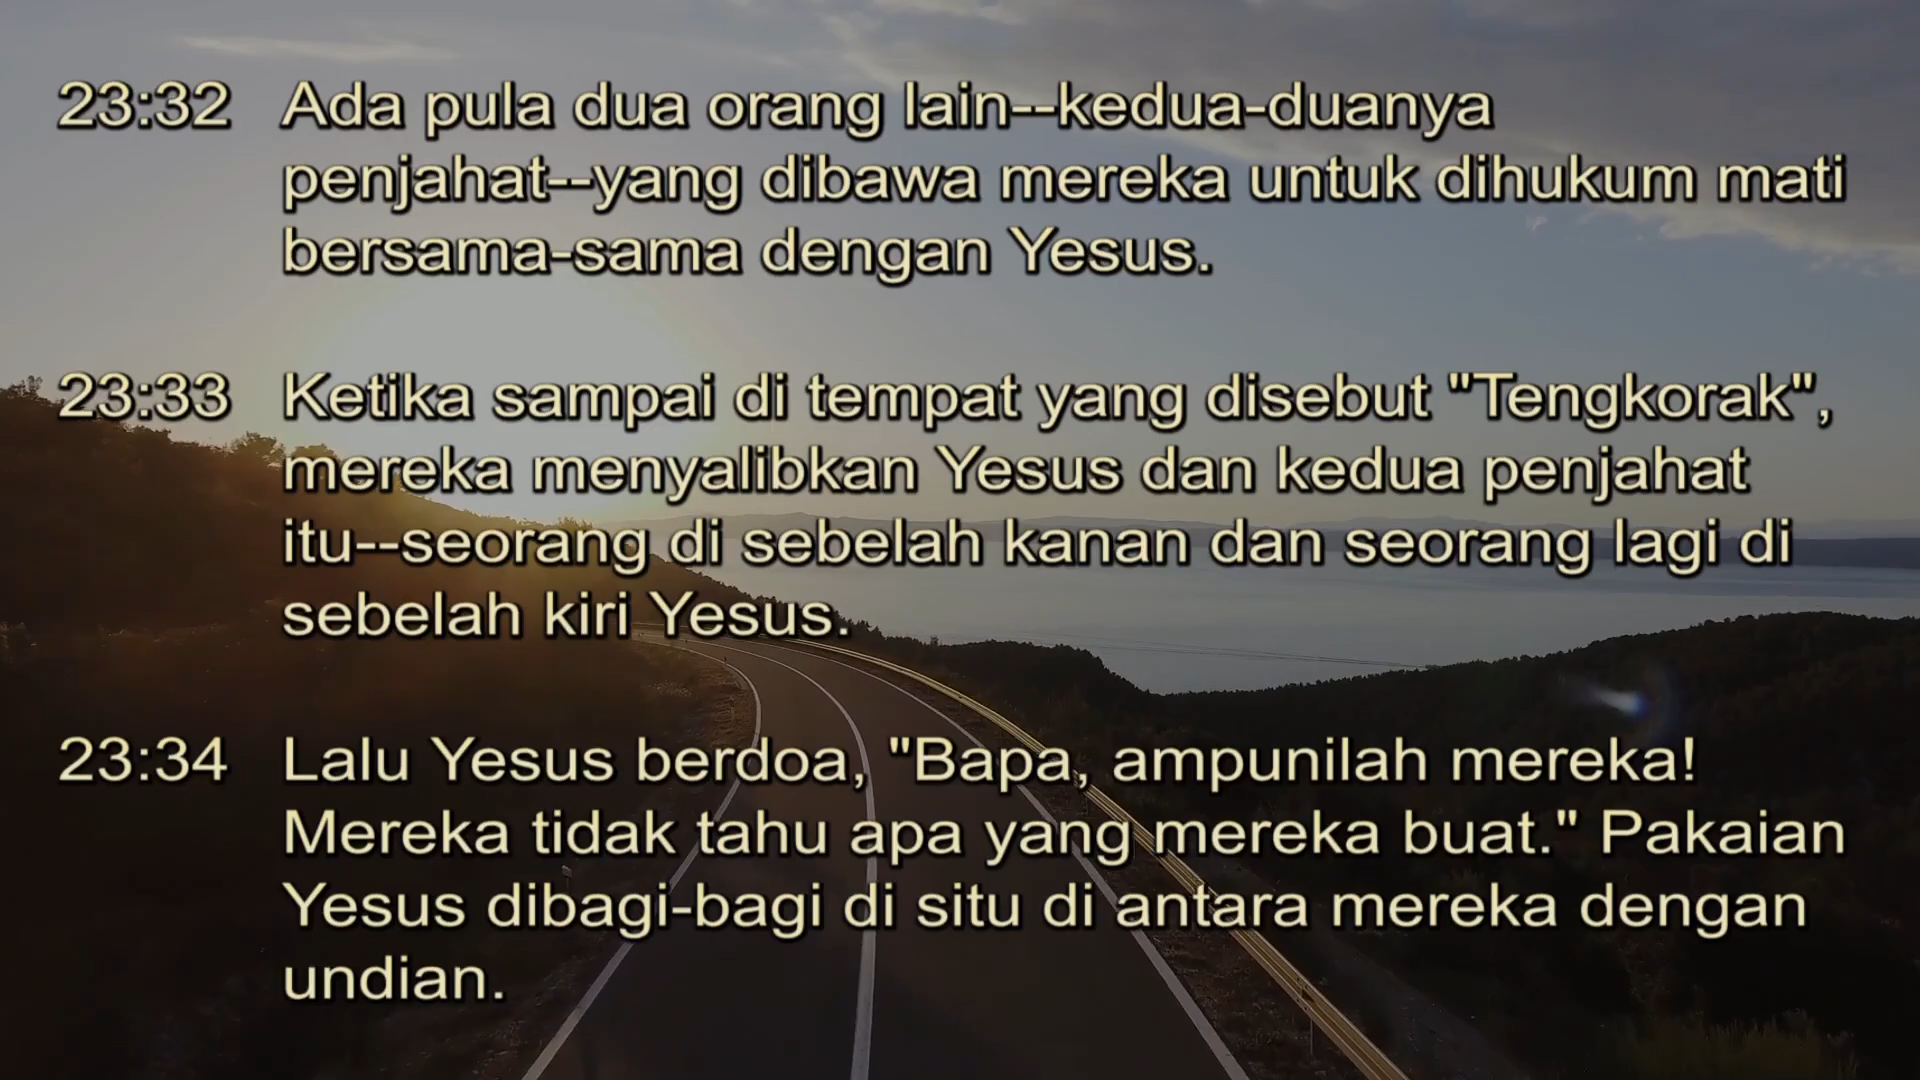 23:32 Ada pula dua orang lain--kedua-duanya
penjahat--yang dibawa mereka untuk dihukum mati
bersama-sama dengan Yesus.
23:33 Ketika sampai di tempat yang disebut "Tengkorak",
mereka menyalibkan Yesus dan kedua penjahat
itu--seorang di sebelah kanan dan seorang lagi di
sebelah kiri Yesus.
23:34 Lalu Yesus berdoa, "Bapa, ampunilah mereka!
Mereka tidak tahu apa yang mereka buat." Pakaian
Yesus dibagi-bagi di situ di antara mereka dengan
undian.